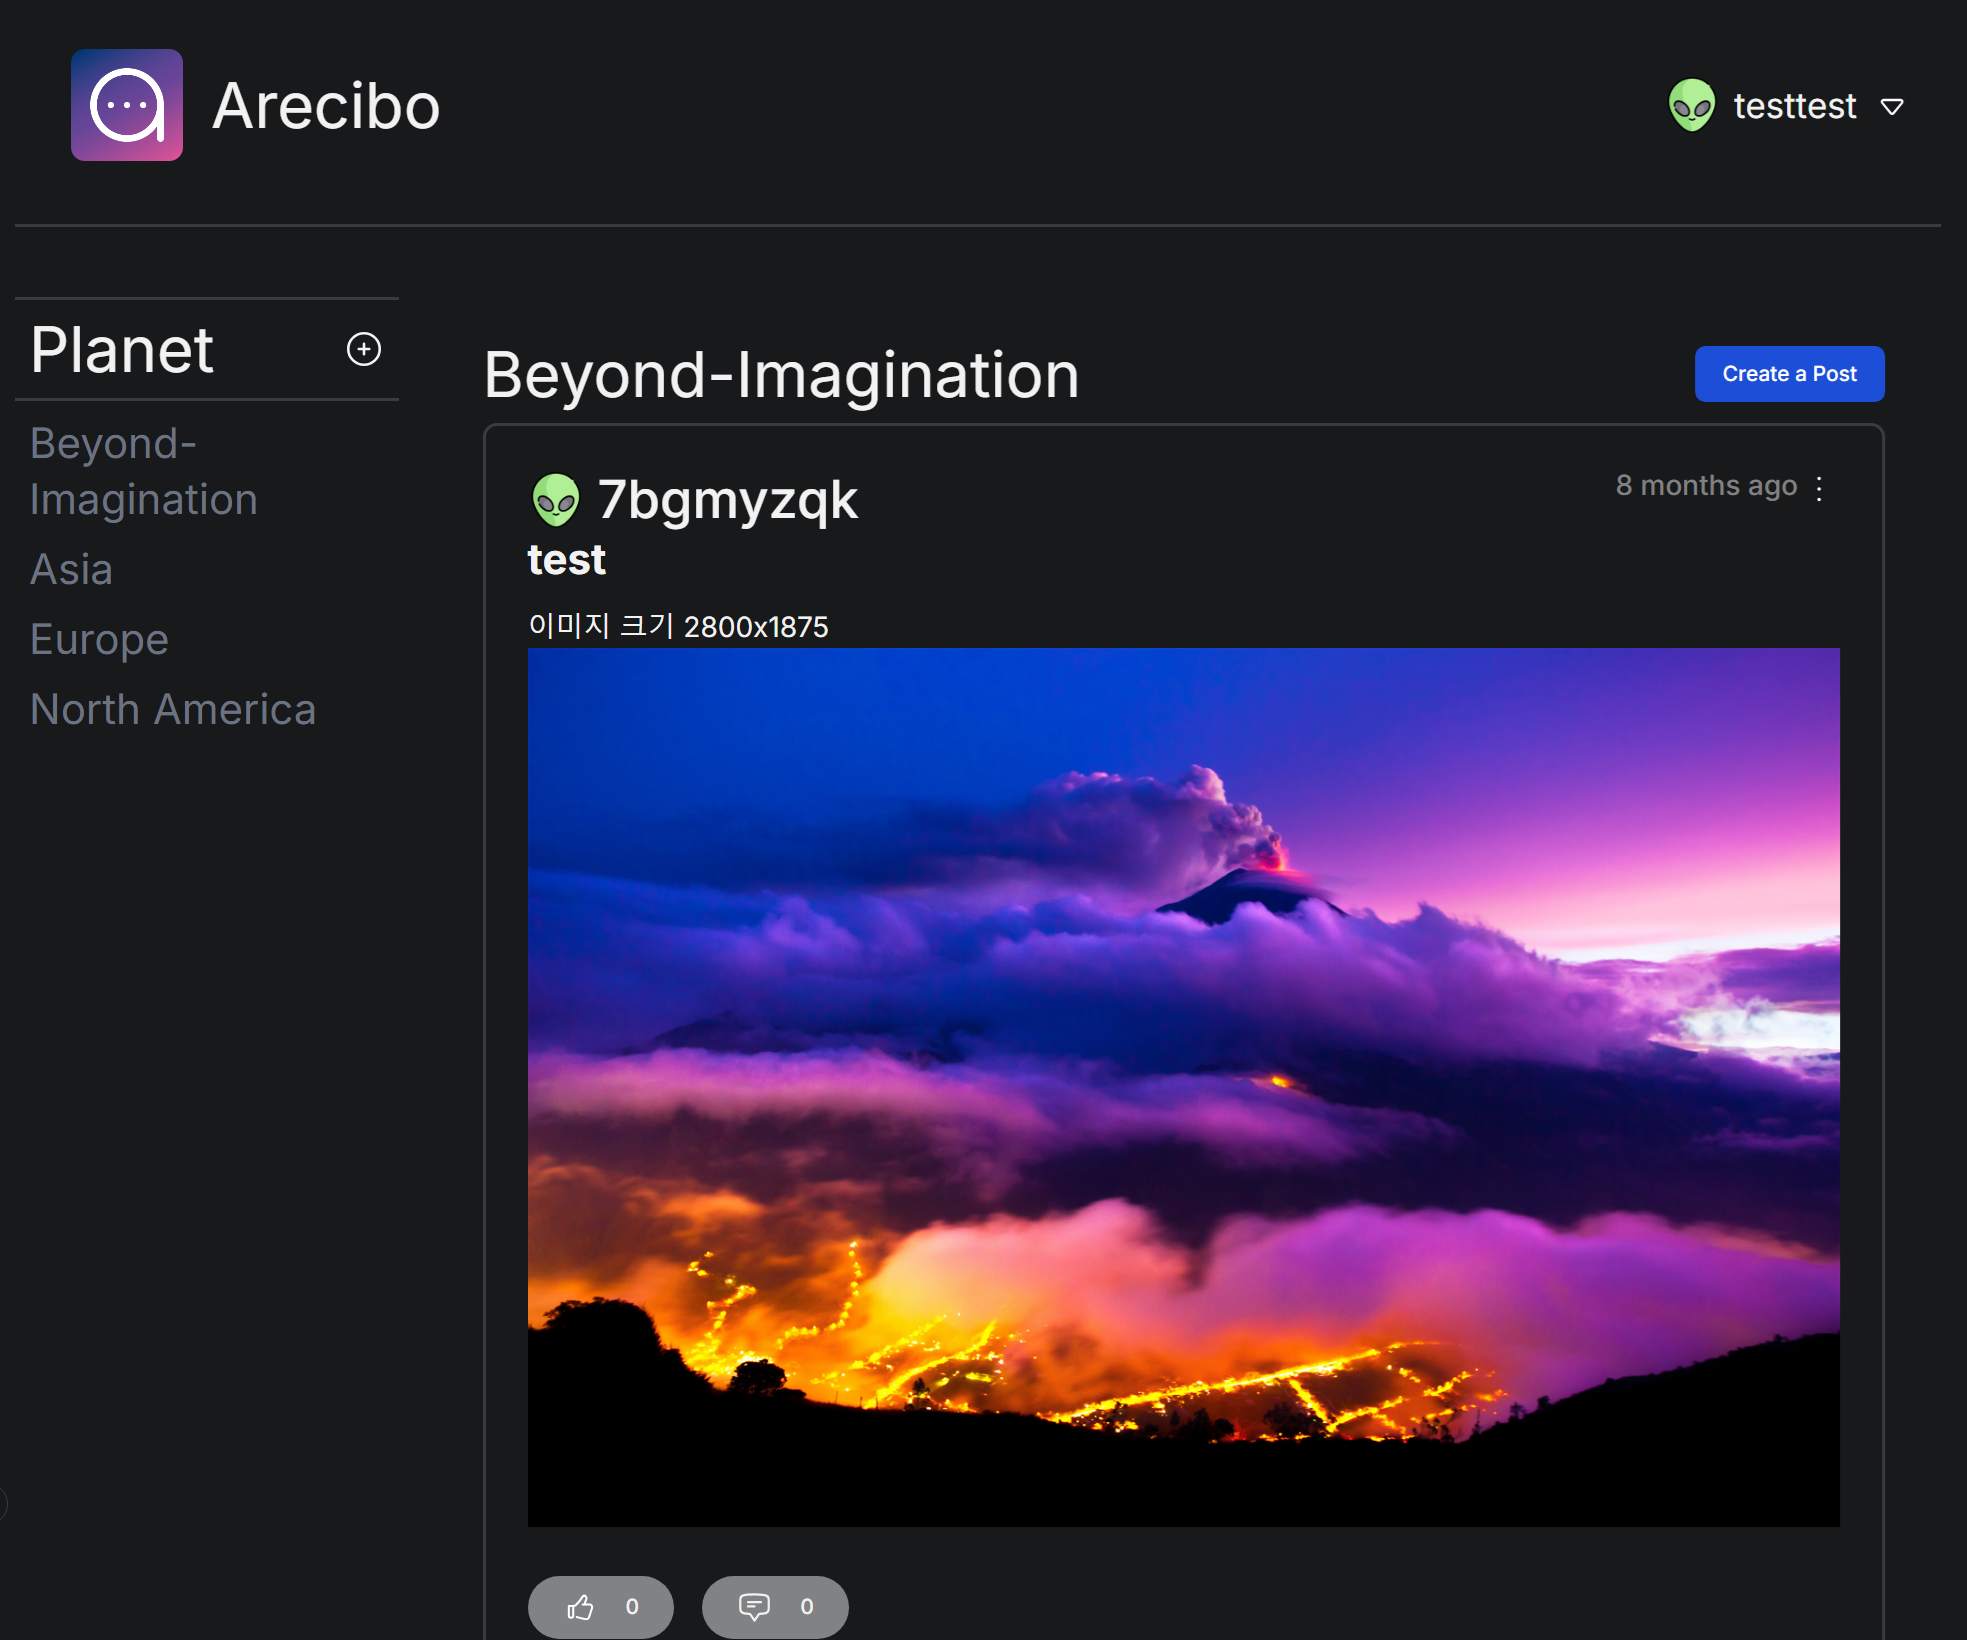 Arecibo
testtest
Planet
Beyond-
Imagination
Asia
Europe
North America
Beyond-Imagination
Create a Post
7bgmyzqk
8 months ago
test
이미지 크기 2800x1875
0
0